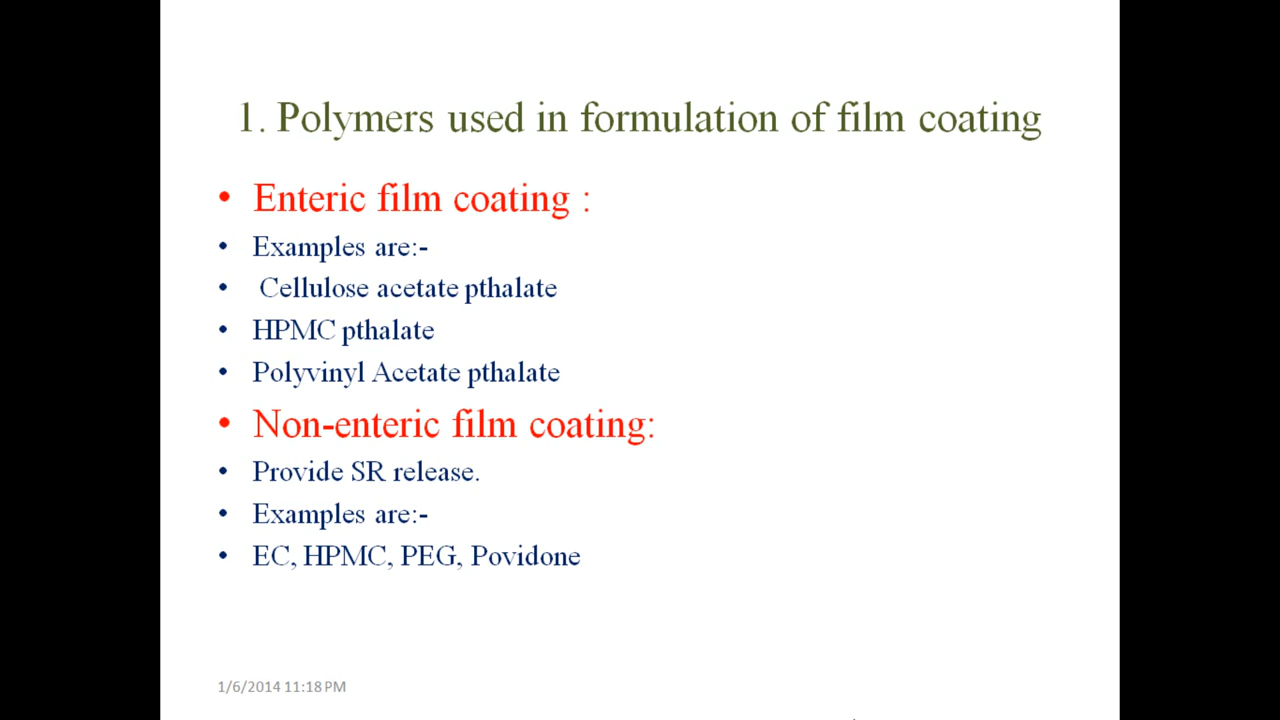 1. Polymers used in formulation of film coating
• Enteric film coating :
• Examples are:-
• Cellulose acetate pthalate
• HPMC pthalate
• Polyvinyl Acetate pthalate
• Non-enteric film coating:
• Provide SR release.
• Examples are:-
• EC, HPMC, PEG, Povidone
1/6/2014 11:18 PM